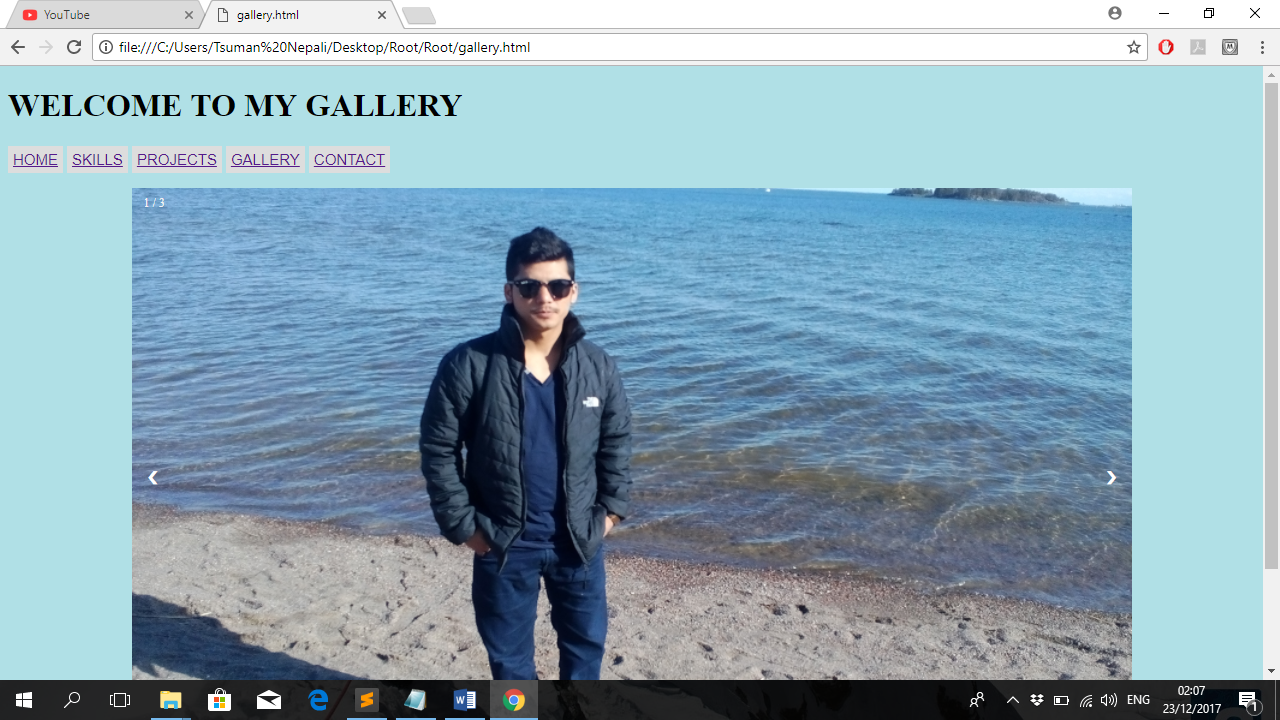 YouTube
gallery.html
file:///C:/Users/Tsuman%20Nepali/Desktop/Root/Root/gallery.html
WELCOME TO MY GALLERY
HOME SKILLS PROJECTS GALLERY CONTACT
1 / 3
❮ ❯
ENG
02:07
23/12/2017
1